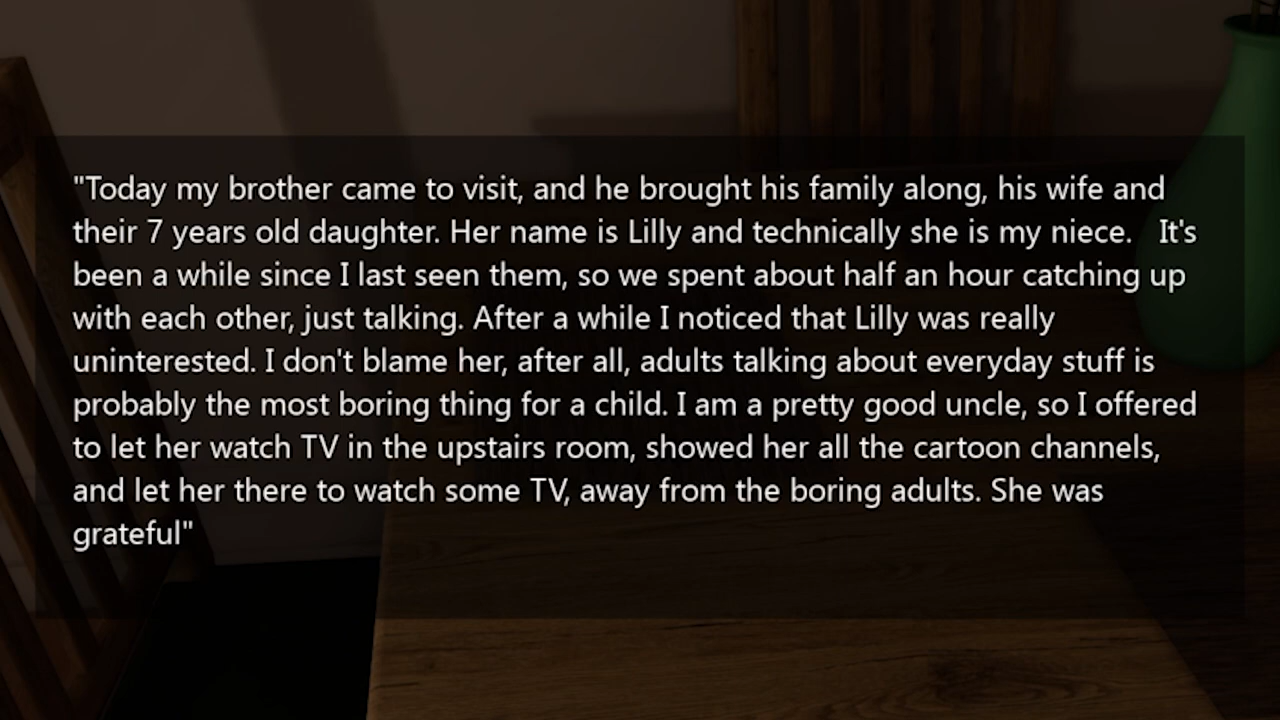 "Today my brother came to visit, and he brought his family along, his wife and
their 7 years old daughter. Her name is Lilly and technically she is my niece.   It's
been a while since I last seen them, so we spent about half an hour catching up
with each other, just talking. After a while I noticed that Lilly was really
uninterested. I don't blame her, after all, adults talking about everyday stuff is
probably the most boring thing for a child. I am a pretty good uncle, so I offered
to let her watch TV in the upstairs room, showed her all the cartoon channels,
and let her there to watch some TV, away from the boring adults. She was
grateful"